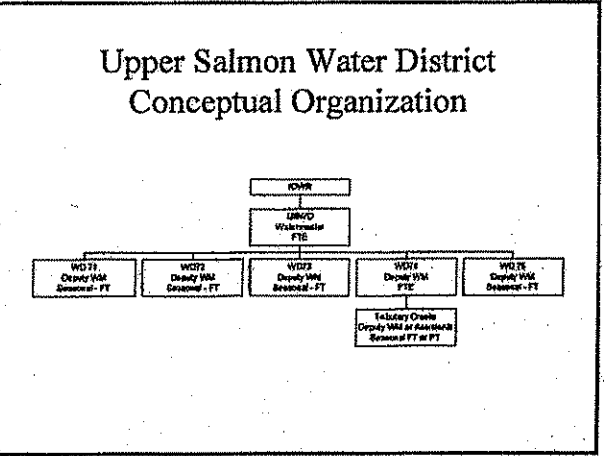 Upper Salmon Water District
Conceptual Organization
IDWR
Watermaster
FTE
WD71
Deputy WM
Seasonal - FT
WD72
Deputy WM
Seasonal - FT
WD73
Deputy WM
Seasonal - FT
Deputy WM
FTE
Deputy WM
Seasonal - FT
Tributary Creeks
Deputy WM or Assistants
Seasonal FT or PT